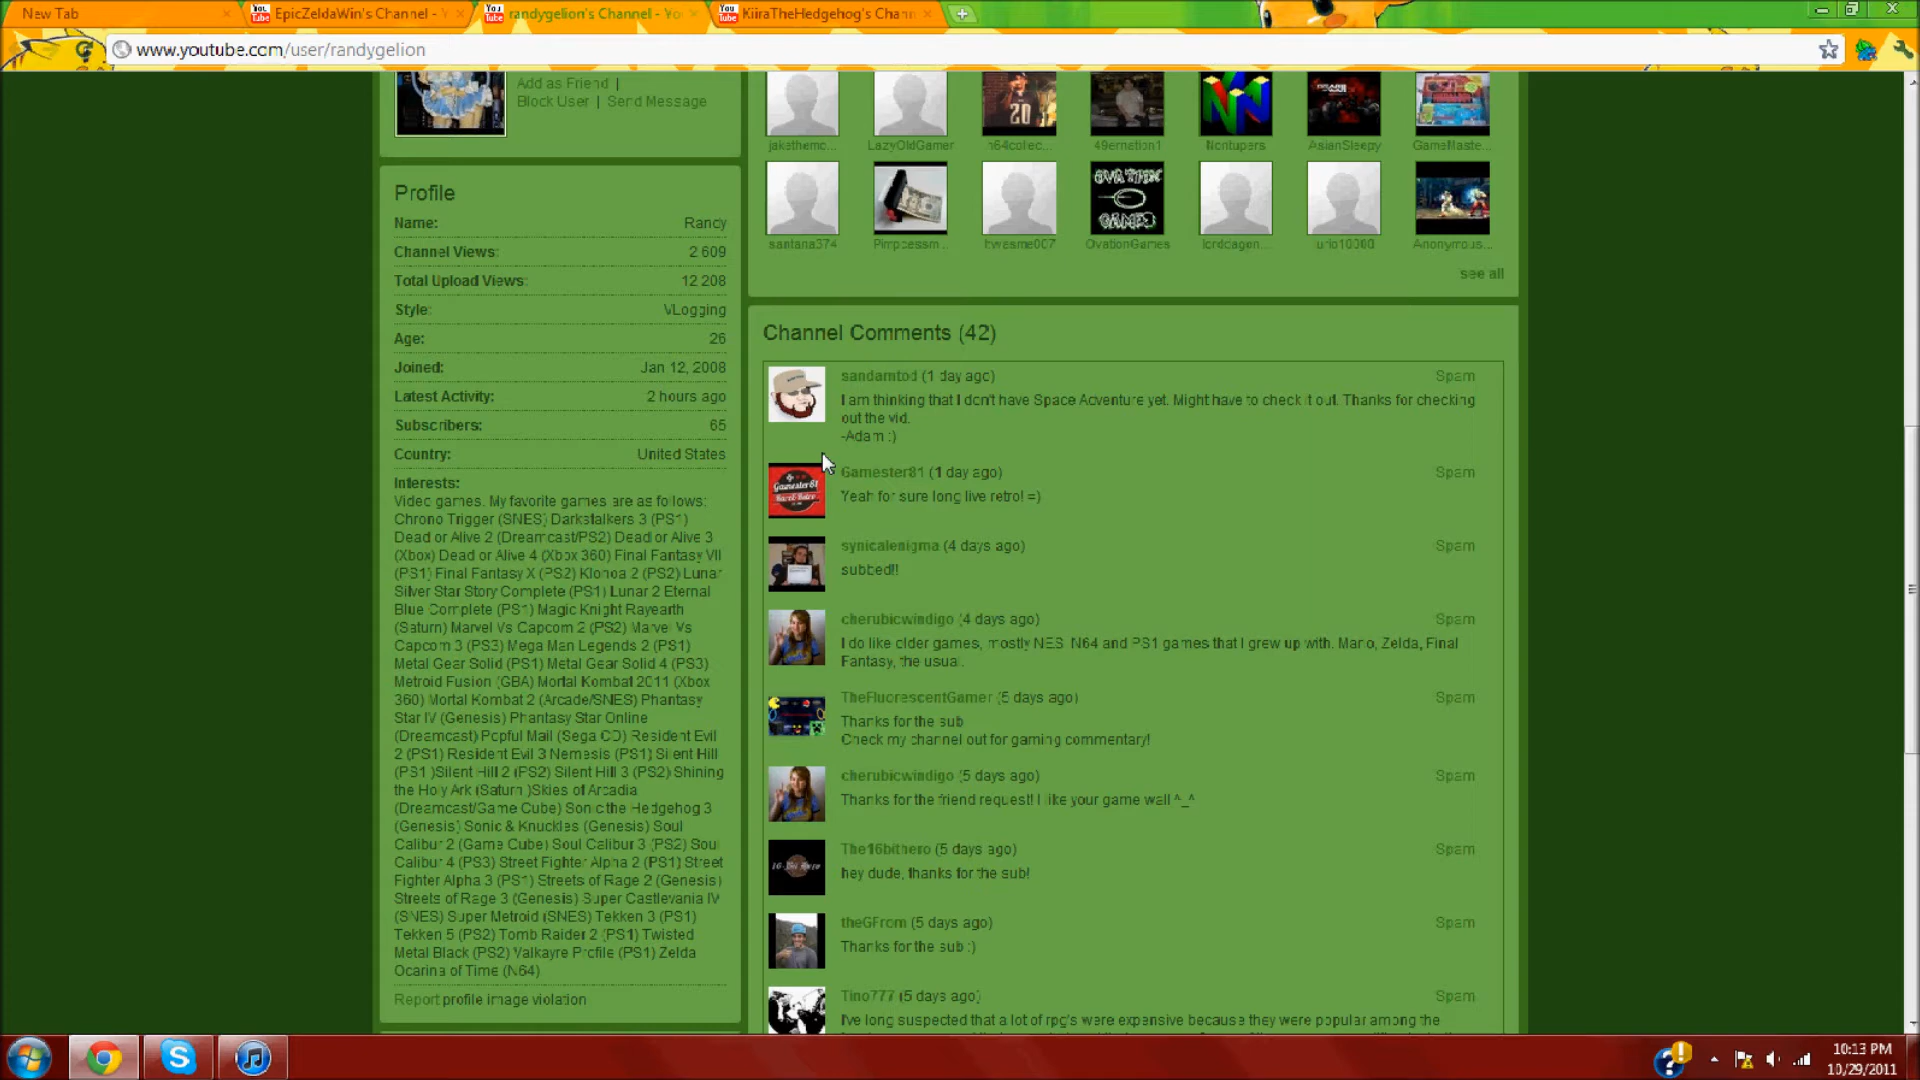 New Tab
EpicZeldaWin's Channel - Y
randygelion's Channel - Yo
KiiraTheHedgehog's Chann
www.youtube.com/user/randygelion
Add as Friend |
Block User | Send Message
Profile
Name: Randy
Channel Views: 2 609
Total Upload Views: 12 208
Style: VLogging
Age: 26
Joined: Jan 12, 2008
Latest Activity: 2 hours ago
Subscribers: 65
Country: United States
Interests:
Video games. My favorite games are as follows:
Chrono Trigger (SNES) Darkstalkers 3 (PS1)
Dead or Alive 2 (Dreamcast/PS2) Dead or Alive 3
(Xbox) Dead or Alive 4 (Xbox 360) Final Fantasy VII
(PS1) Final Fantasy X (PS2) Klonoa 2 (PS2) Lunar
Silver Star Story Complete (PS1) Lunar 2 Eternal
Blue Complete (PS1) Magic Knight Rayearth
(Saturn) Marvel Vs Capcom 2 (PS2) Marvel Vs
Capcom 3 (PS3) Mega Man Legends 2 (PS1)
Metal Gear Solid (PS1) Metal Gear Solid 4 (PS3)
Metroid Fusion (GBA) Mortal Kombat 2011 (Xbox
360) Mortal Kombat 2 (Arcade/SNES) Phantasy
Star IV (Genesis) Phantasy Star Online
(Dreamcast) Popful Mail (Sega CD) Resident Evil
2 (PS1) Resident Evil 3 Nemesis (PS1) Silent Hill
(PS1 )Silent Hill 2 (PS2) Silent Hill 3 (PS2) Shining
the Holy Ark (Saturn )Skies of Arcadia
(Dreamcast/Game Cube) Sonic the Hedgehog 3
(Genesis) Sonic & Knuckles (Genesis) Soul
Calibur 2 (Game Cube) Soul Calibur 3 (PS2) Soul
Calibur 4 (PS3) Street Fighter Alpha 2 (PS1) Street
Fighter Alpha 3 (PS1) Streets of Rage 2 (Genesis)
Streets of Rage 3 (Genesis) Super Castlevania IV
(SNES) Super Metroid (SNES) Tekken 3 (PS1)
Tekken 5 (PS2) Tomb Raider 2 (PS1) Twisted
Metal Black (PS2) Valkayre Profile (PS1) Zelda
Ocarina of Time (N64)
Report profile image violation
20
jakethemc... LazyOldGamer n64collec... 49ernation1 Nontupers AsianSleepy GameMaste...
OVATION GAMES
santana374 Pimpcessm... OvationGames Anonymous...
see all
Channel Comments (42)
sandamtod (1 day ago) Spam
I am thinking that I don't have Space Adventure yet. Might have to check it out. Thanks for checking
out the vid.
-Adam :)
Gamester81
Gamester81 (1 day ago) Spam
Yeah for sure long live retro! =)
synicalenigma (4 days ago) Spam
subbed!!
cherubicwindigo (4 days ago) Spam
I do like older games, mostly NES N64 and PS1 games that I grew up with. Mario, Zelda, Final
Fantasy, the usual.
TheFluorescentGamer (5 days ago) Spam
Thanks for the sub
Check my channel out for gaming commentary!
cherubicwindigo (5 days ago) Spam
Thanks for the friend request! I like your game wall ^_^
The16bithero (5 days ago) Spam
hey dude, thanks for the sub!
theGFrom (5 days ago) Spam
Thanks for the sub :)
Tino777 (5 days ago) Spam
I've long suspected that a lot of rpg's were expensive because they were popular among the
10:13 PM
10/29/2011